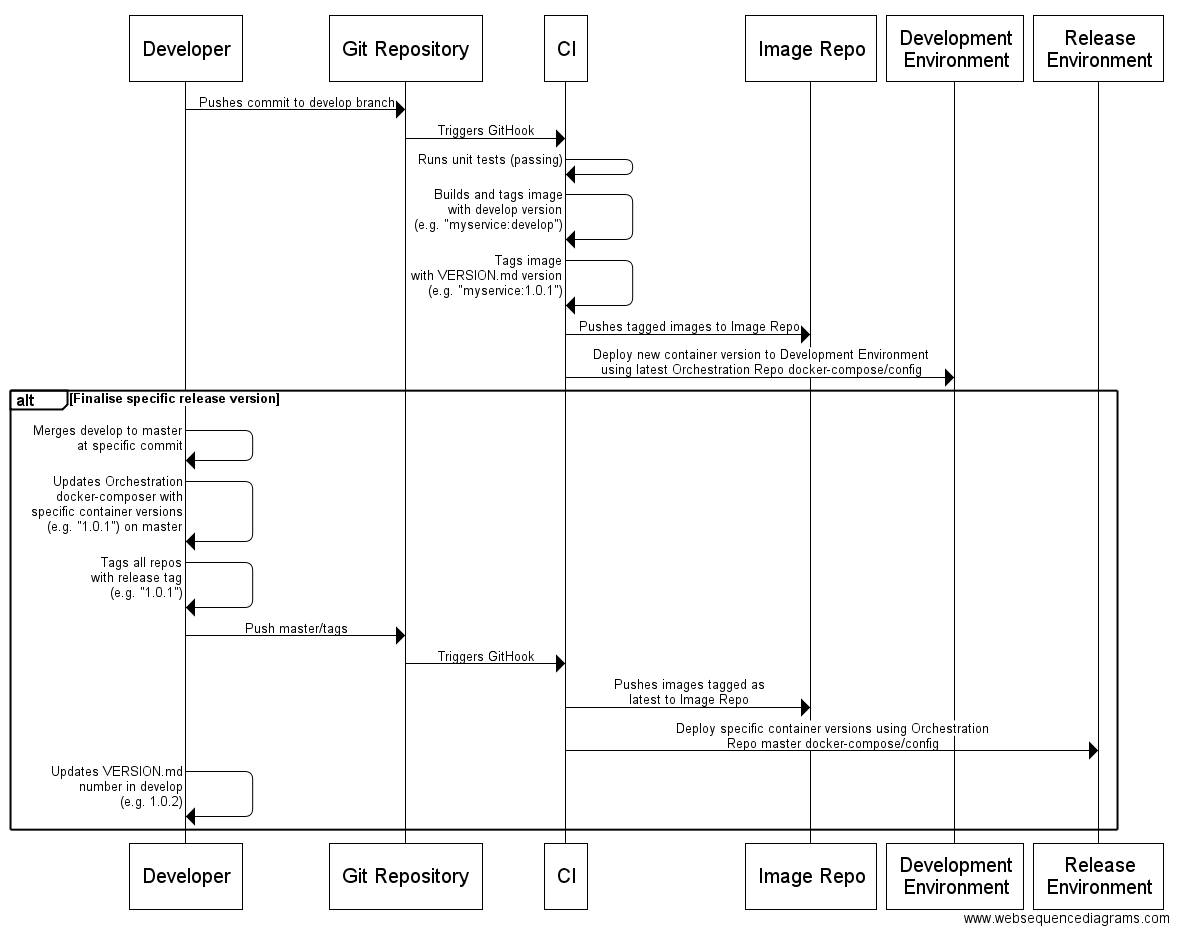 Developer
Git Repository
CI
Image Repo
Development
Environment
Release
Environment
Pushes commit to develop branch
Triggers GitHook
Runs unit tests (passing)
Builds and tags image
with develop version
(e.g. "myservice:develop")
Tags image
with VERSION.md version
(e.g. "myservice:1.0.1")
Pushes tagged images to Image Repo
Deploy new container version to Development Environment
using latest Orchestration Repo docker-compose/config
alt
[Finalise specific release version]
Merges develop to master
at specific commit
Updates Orchestration
docker-composer with
specific container versions
(e.g. "1.0.1") on master
Tags all repos
with release tag
(e.g. "1.0.1")
Push master/tags
Triggers GitHook
Pushes images tagged as
latest to Image Repo
Deploy specific container versions using Orchestration
Repo master docker-compose/config
Updates VERSION.md
number in develop
(e.g. 1.0.2)
Developer
Git Repository
CI
Image Repo
Development
Environment
Release
Environment
www.websequencediagrams.com